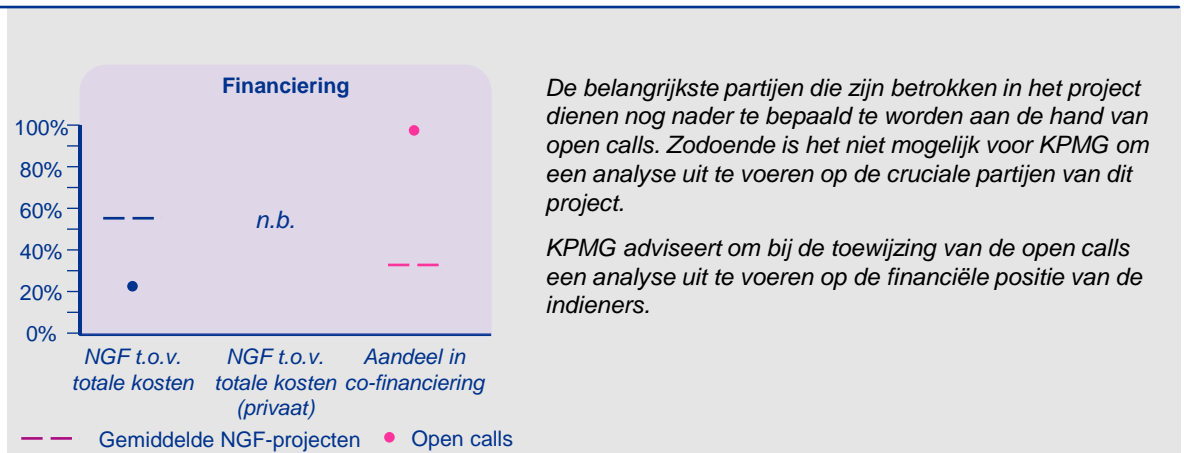 Financiering
100%
80%
60%
40%
20%
0%
n.b.
NGF t.o.v. totale kosten
NGF t.o.v. totale kosten (privaat)
Aandeel in co-financiering
Gemiddelde NGF-projecten
Open calls
De belangrijkste partijen die zijn betrokken in het project
dienen nog nader te bepaald te worden aan de hand van
open calls. Zodoende is het niet mogelijk voor KPMG om
een analyse uit te voeren op de cruciale partijen van dit
project.
KPMG adviseert om bij de toewijzing van de open calls
een analyse uit te voeren op de financiële positie van de
indieners.